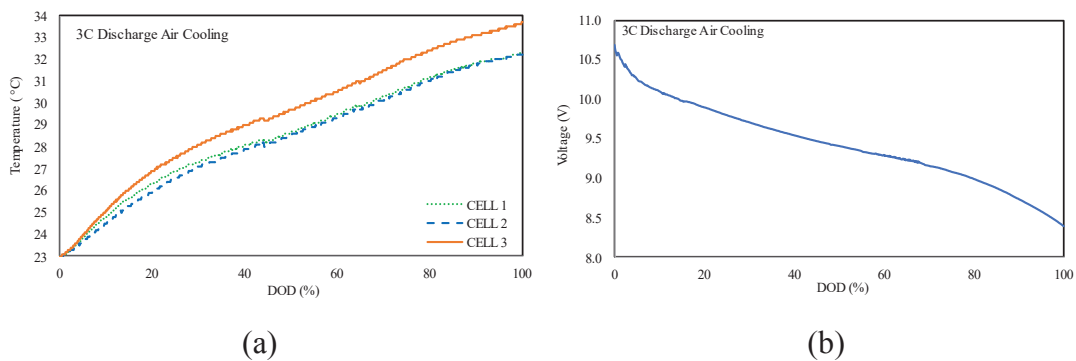 3C Discharge Air Cooling
Temperature ( °C)
34
33
32
31
30
29
28
27
26
25
24
23
0 20 40 60 80 100
DOD (%)
CELL 1
CELL 2
CELL 3
(a)
3C Discharge Air Cooling
Voltage (V)
11.0
10.5
10.0
9.5
9.0
8.5
8.0
0 20 40 60 80 100
DOD (%)
(b)